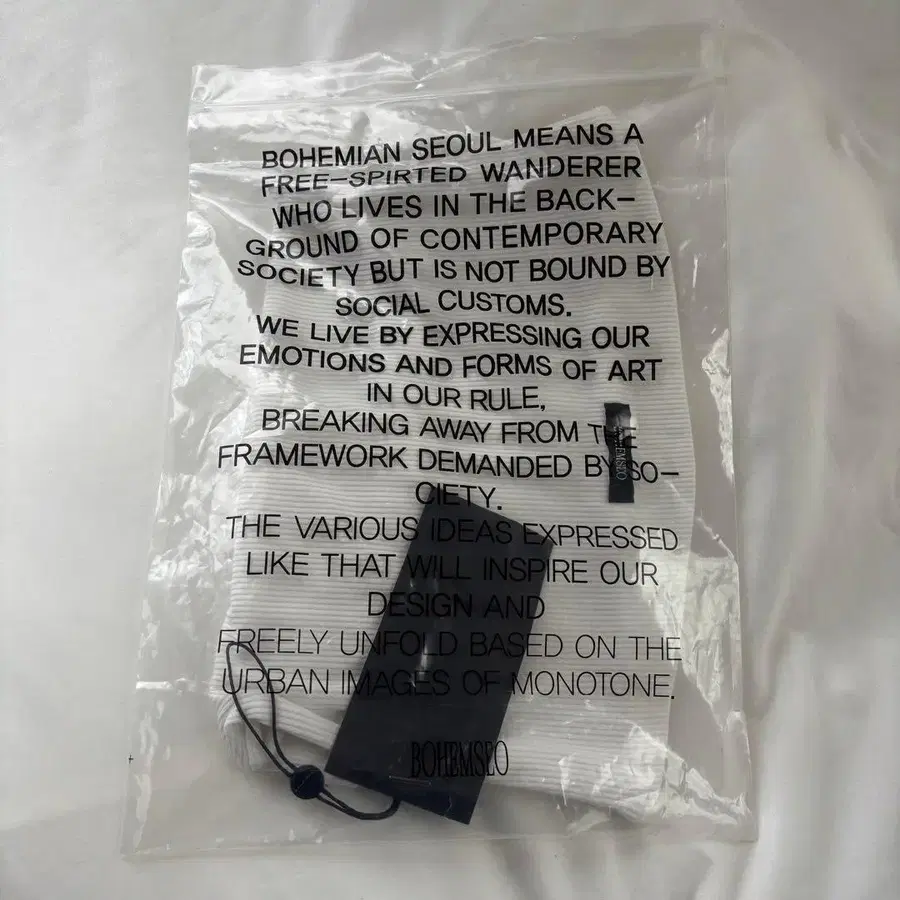 BOHEMIAN SEOUL MEANS A
FREE-SPIRTED WANDERER
WHO LIVES IN THE BACK-
GROUND OF CONTEMPORARY
SOCIETY BUT IS NOT BOUND BY
SOCIAL CUSTOMS.
WE LIVE BY EXPRESSING OUR
EMOTIONS AND FORMS OF ART
IN OUR RULE,
BREAKING AWAY FROM THE
FRAMEWORK DEMANDED BY SO-
CIETY.
THE VARIOUS IDEAS EXPRESSED
LIKE THAT WILL INSPIRE OUR
DESIGN AND
FREELY UNFOLD BASED ON THE
URBAN IMAGES OF MONOTONE.
BOHEMSEO
BOHEMSEO